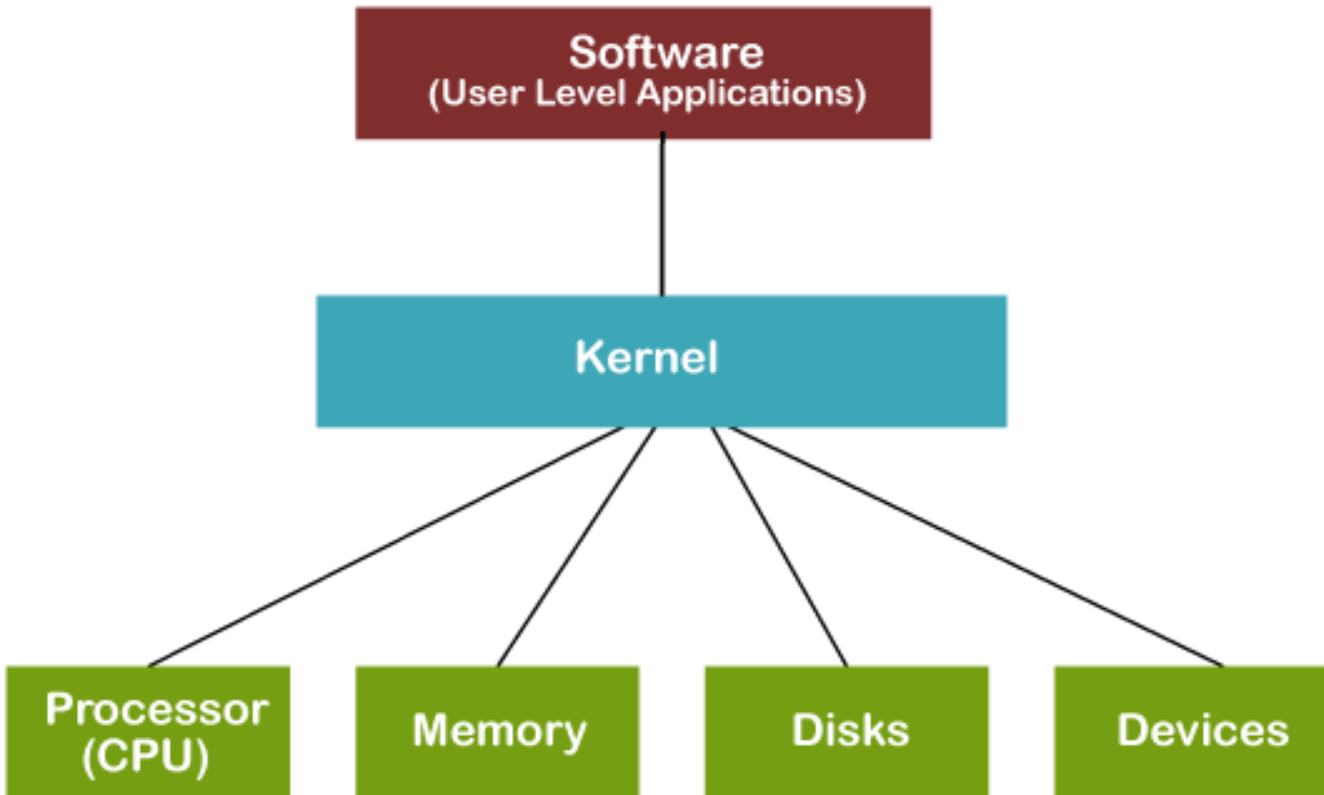 Software
(User Level Applications)
Kernel
Processor
(CPU)
Memory
Disks
Devices